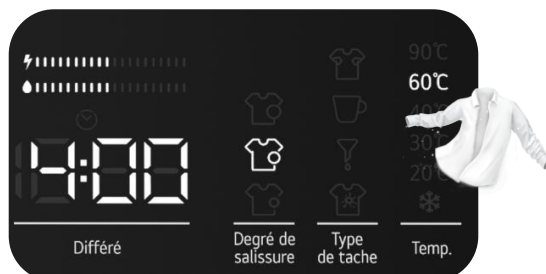 90°C
60°C
40°C
30°C
20°C
4:00
Différé
Degré de
salissure
Type
de tache
Temp.